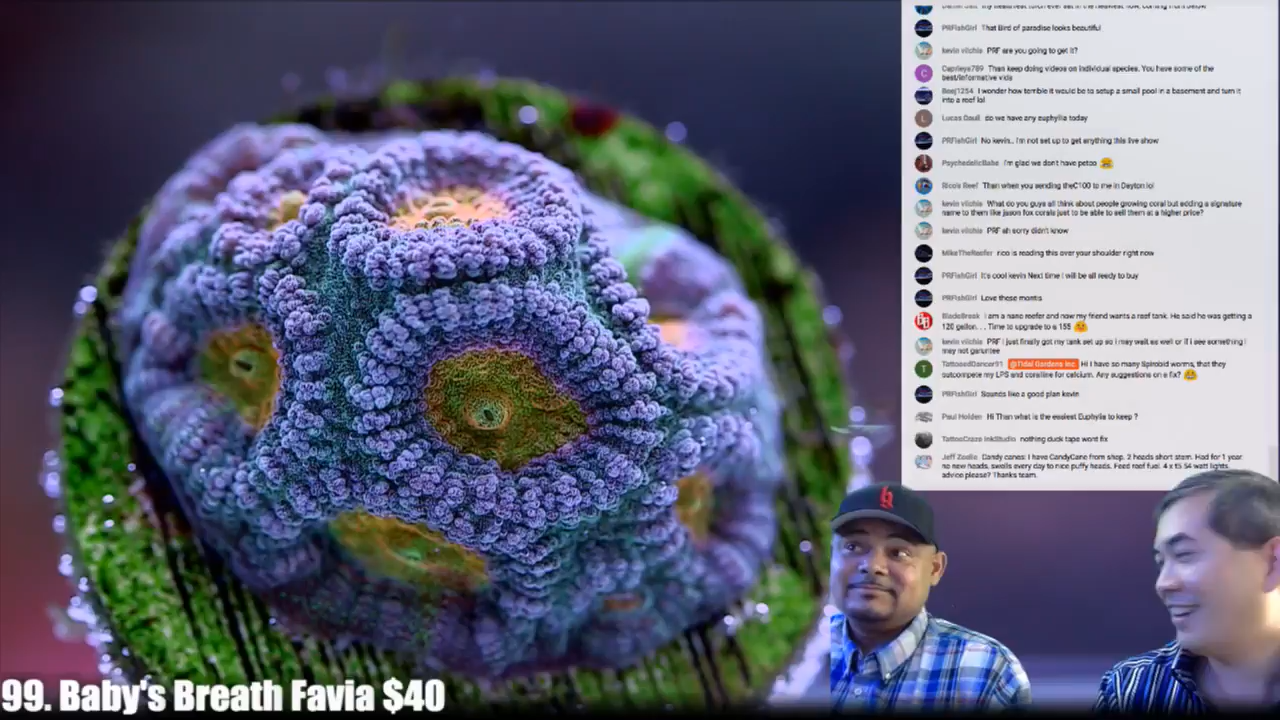 PRFishGirl That Bird of paradise looks beautiful
kevin vilchis PRF are you going to get it?
Than keep doing videos on individual species. You have some of the
best/informative vids
Beej1254 I wonder how terrible it would be to setup a small pool in a basement and turn it
into a reef lol
Lucas Gault do we have any euphyllia today
PRFishGirl No kevin.. I'm not set up to get anything this live show
PsychedelicBabe I'm glad we don't have petco
Rico's Reef Than when you sending theC100 to me in Dayton lol
kevin vilchis What do you guys all think about people growing coral but adding a signature
name to them like jason fox corals just to be able to sell them at a higher price?
kevin vilchis PRF ah sorry didn't know
MikeTheReefer rico is reading this over your shoulder right now
PRFishGirl It's cool kevin Next time I will be all ready to buy
PRFishGirl Love these montis
BladeBreak I am a nano reefer and now my friend wants a reef tank. He said he was getting a
120 gallon. . . Time to upgrade to a 155
kevin vilchis PRF I just finally got my tank set up so I may wait as well or if I see something I
may not garuntee
T TattooedDancer91 @Tidal Gardens Inc. Hi I have so many Spirobid worms, that they
outcompete my LPS and coralline for calcium. Any suggestions on a fix?
PRFishGirl Sounds like a good plan kevin
Paul Holden Hi Than what is the easiest Euphylia to keep ?
TattooCraze InkStudio nothing duck tape wont fix
Candy canes: I have CandyCane from shop. 2 heads short stem. Had for 1 year
no new heads, swells every day to nice puffy heads. Feed reef fuel. 4 x t5 54 watt lights,
advice please? Thanks team.
99. Baby's Breath Favia $40